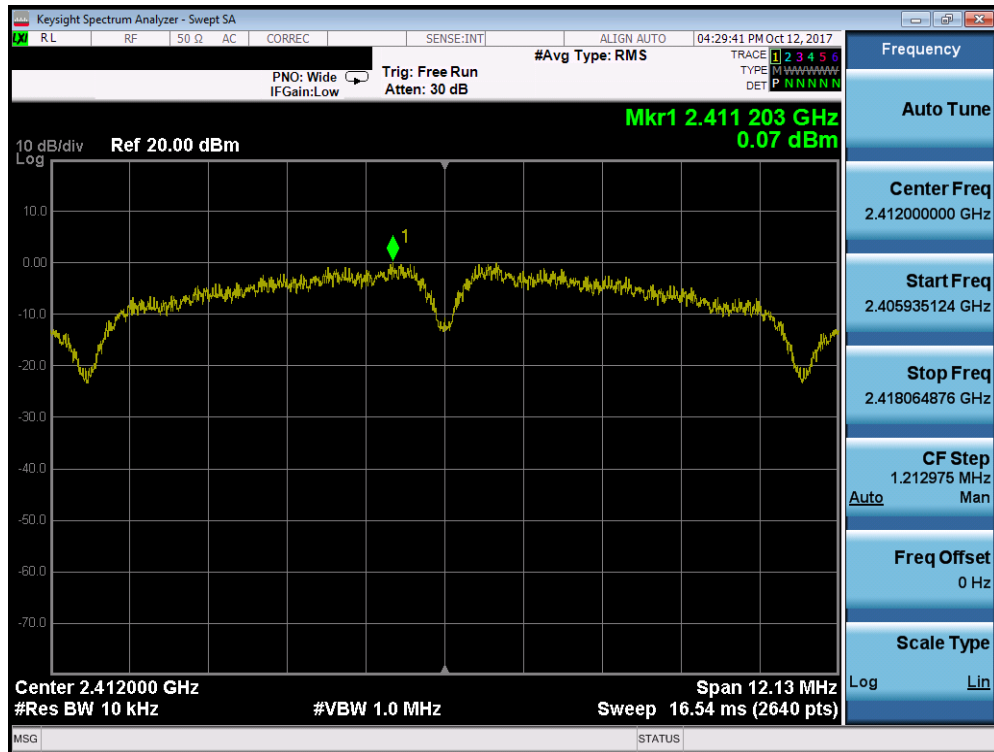 Keysight Spectrum Analyzer - Swept SA
LXI RL RF 50 Ω AC CORREC SENSE:INT ALIGN AUTO 04:29:41 PM Oct 12, 2017
Frequency
#Avg Type: RMS
TRACE 1 2 3 4 5 6
PNO: Wide Trig: Free Run
TYPE M WWWWW
IFGain:Low Atten: 30 dB
DET P N N N N N
Auto Tune
Mkr1 2.411 203 GHz
10 dB/div Ref 20.00 dBm 0.07 dBm
Log
Center Freq
2.412000000 GHz
10.0
1
0.00
Start Freq
2.405935124 GHz
-10.0
-20.0
Stop Freq
2.418064876 GHz
-30.0
-40.0
CF Step
1.212975 MHz
Auto Man
-50.0
Freq Offset
0 Hz
-60.0
-70.0
Scale Type
Log Lin
Center 2.412000 GHz Span 12.13 MHz
#Res BW 10 kHz #VBW 1.0 MHz Sweep 16.54 ms (2640 pts)
MSG STATUS